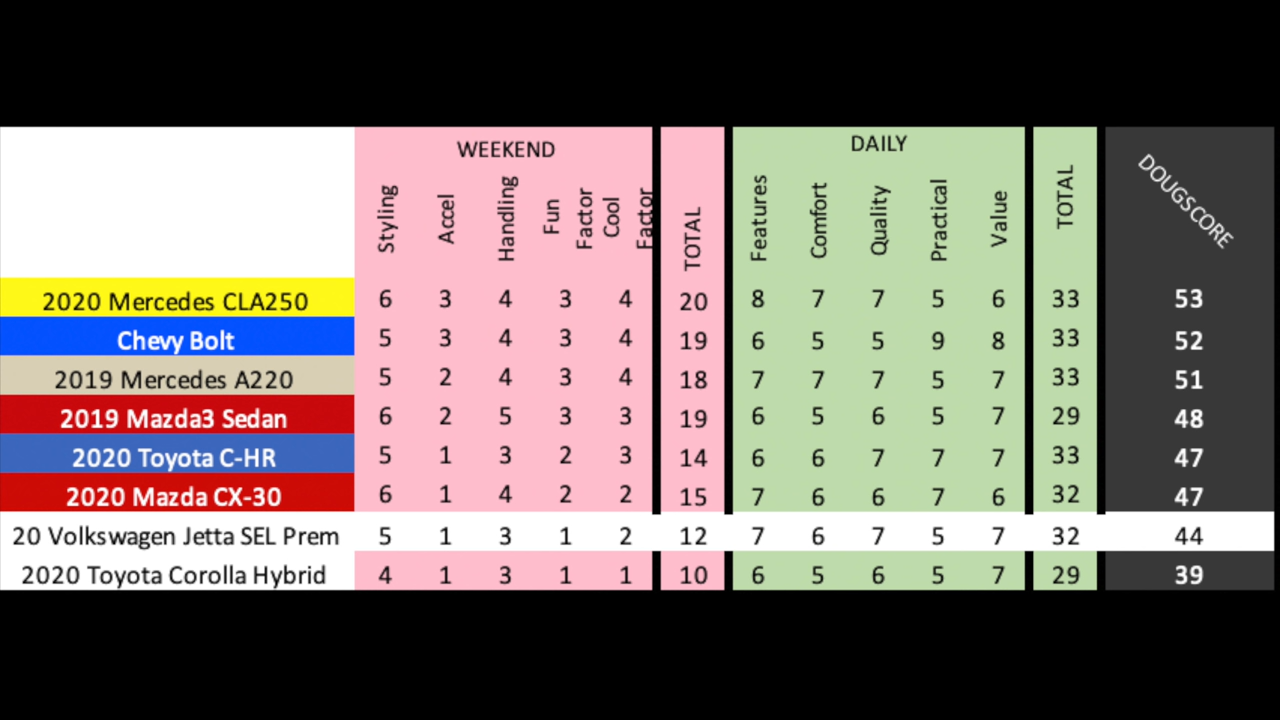 WEEKEND DAILY
Styling Accel Handling Fun Factor Cool Factor TOTAL Features Comfort Quality Practical Value TOTAL DOUGSCORE
2020 Mercedes CLA250 6 3 4 3 4 20 8 7 7 5 6 33 53
Chevy Bolt 5 3 4 3 4 19 6 5 5 9 8 33 52
2019 Mercedes A220 5 2 4 3 4 18 7 7 7 5 7 33 51
2019 Mazda3 Sedan 6 2 5 3 3 19 6 5 6 5 7 29 48
2020 Toyota C-HR 5 1 3 2 3 14 6 6 7 7 7 33 47
2020 Mazda CX-30 6 1 4 2 2 15 7 6 6 7 6 32 47
20 Volkswagen Jetta SEL Prem 5 1 3 1 2 12 7 6 7 5 7 32 44
2020 Toyota Corolla Hybrid 4 1 3 1 1 10 6 5 6 5 7 29 39